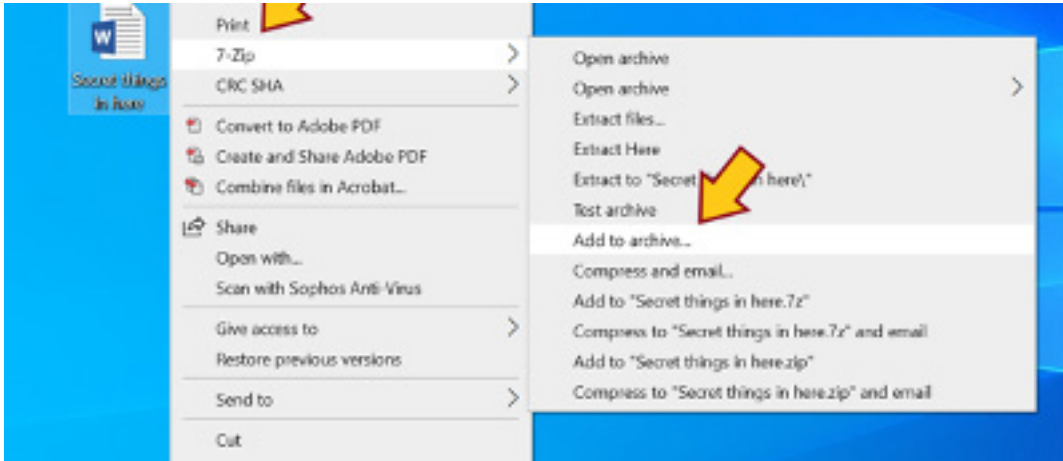 Secret things
in here
Print
7-Zip
CRC SHA
Convert to Adobe PDF
Create and Share Adobe PDF
Combine files in Acrobat...
Share
Open with...
Scan with Sophos Anti-Virus
Give access to
Restore previous versions
Send to
Cut
Open archive
Open archive
Extract files...
Extract Here
Extract to "Secret in here\"
Test archive
Add to archive...
Compress and email...
Add to "Secret things in here.7z"
Compress to "Secret things in here.7z" and email
Add to "Secret things in here.zip"
Compress to "Secret things in here.zip" and email